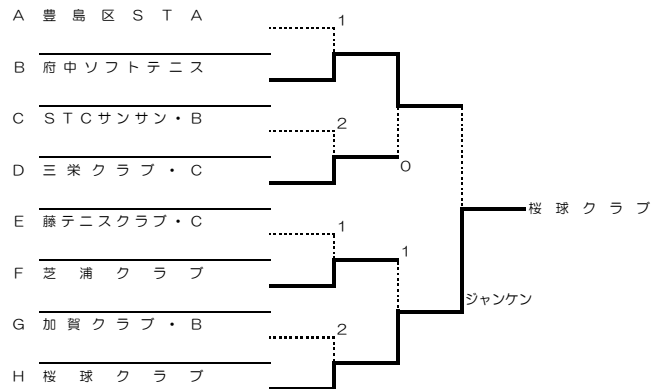 A 豊島区STA
1
B 府中ソフトテニス
C STCサンサン・B
2
D 三栄クラブ・C
0
桜球クラブ
E 藤テニスクラブ・C
1
1
F 芝浦クラブ
ジャンケン
G 加賀クラブ・B
2
H 桜球クラブ